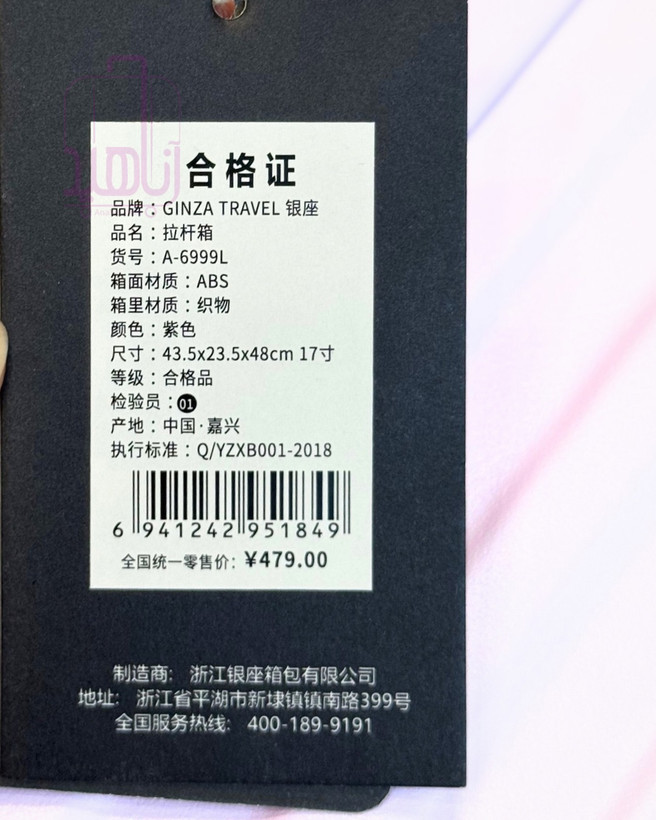 آناهید
合格证
品牌：GINZA TRAVEL 银座
品名：拉杆箱
货号：A-6999L
箱面材质：ABS
箱里材质：织物
颜色：紫色
尺寸：43.5x23.5x48cm 17寸
等级：合格品
检验员：01
产地：中国·嘉兴
执行标准：Q/YZXB001-2018
6 941242 951849
全国统一零售价：¥479.00
制造商： 浙江银座箱包有限公司
地址： 浙江省平湖市新埭镇镇南路399号
全国服务热线： 400-189-9191